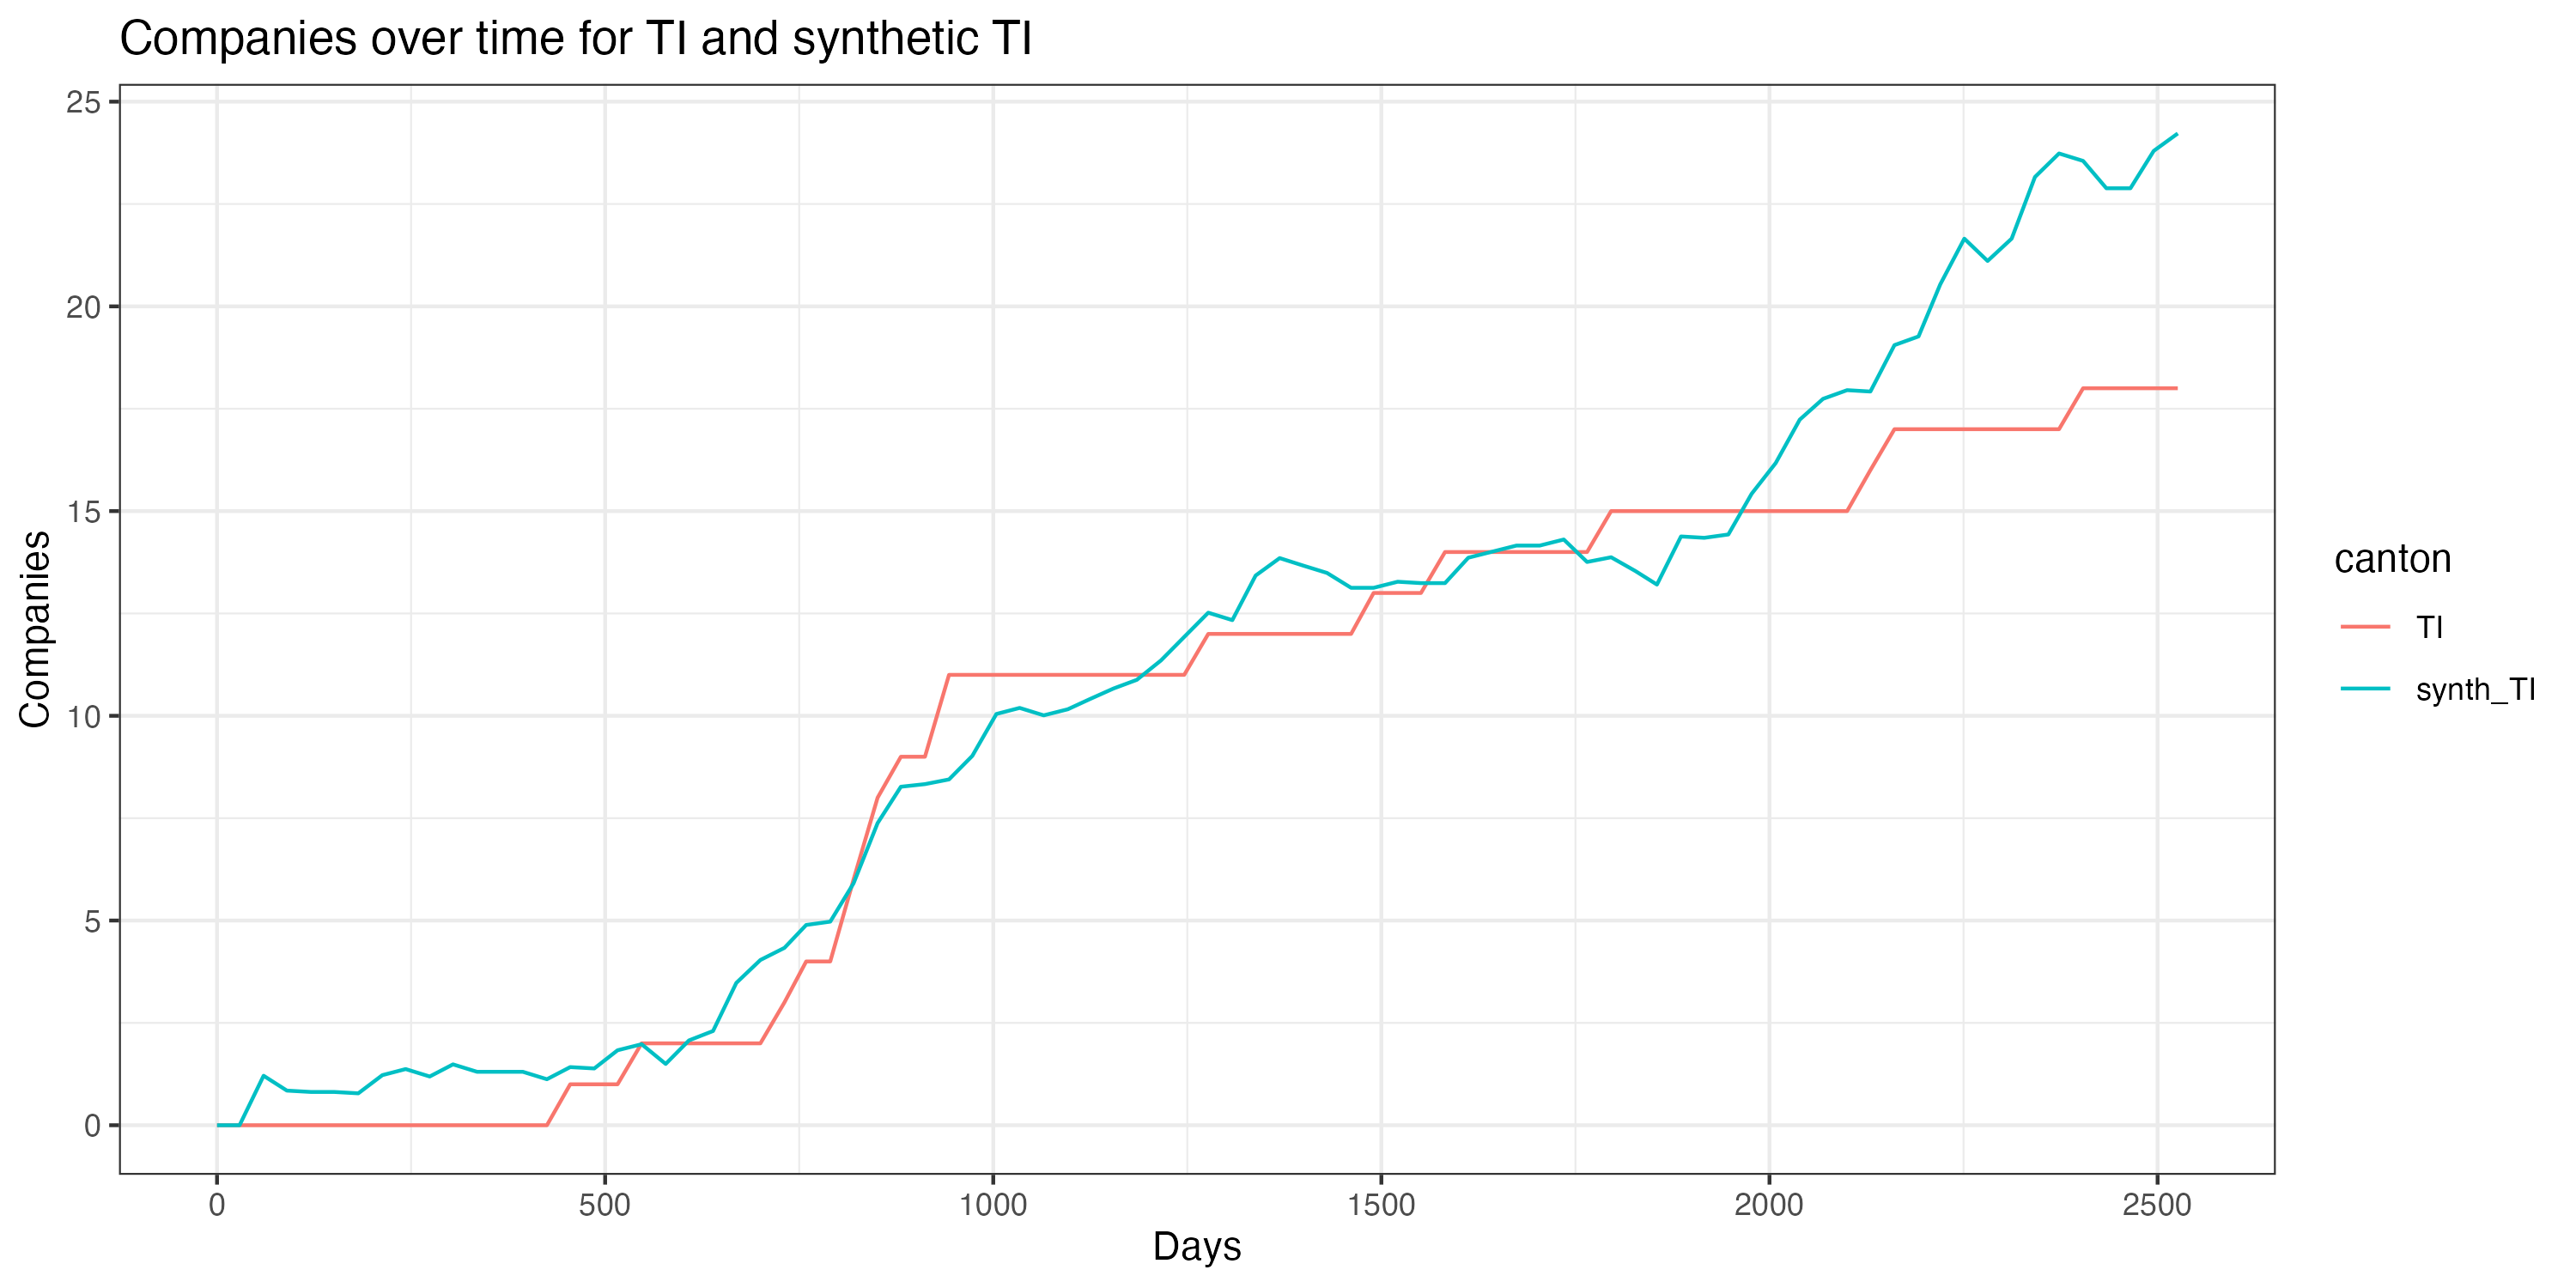 Companies over time for TI and synthetic TI
Companies
25
20
15
10
5
0
0 500 1000 1500 2000 2500
Days
canton
TI
synth_TI